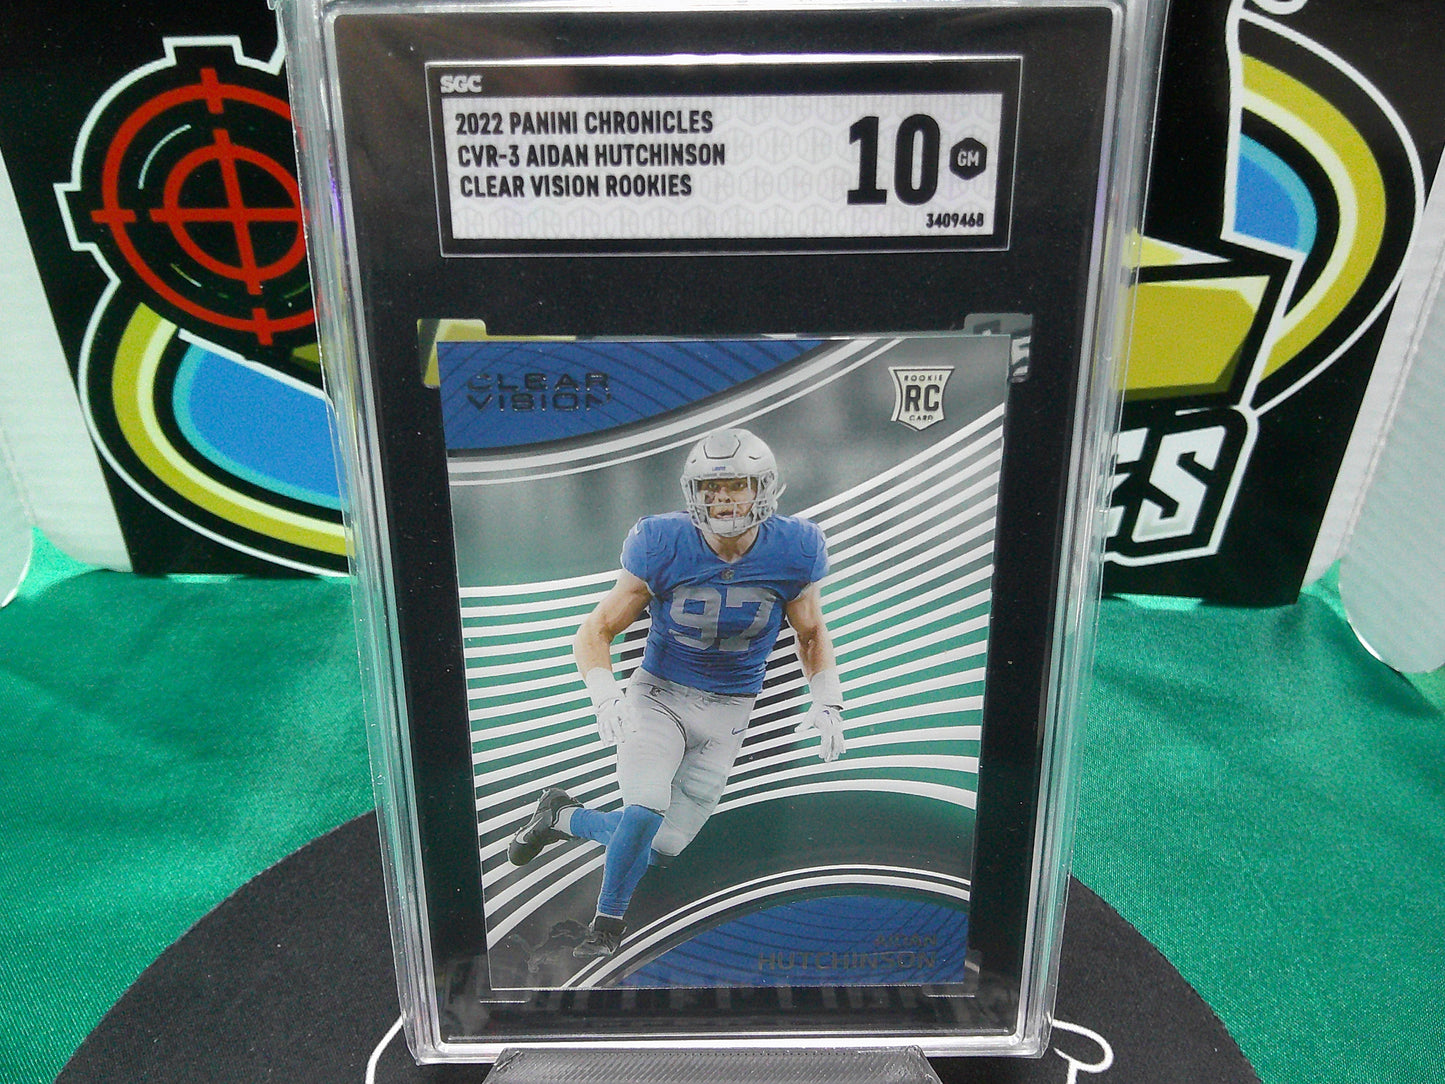 SGC
2022 PANINI CHRONICLES
CVR-3 AIDAN HUTCHINSON
CLEAR VISION ROOKIES
10 GM
3409468
CLEAR
VISION
ROOKIE
RC
CARD
97
AIDAN
HUTCHINSON
ES